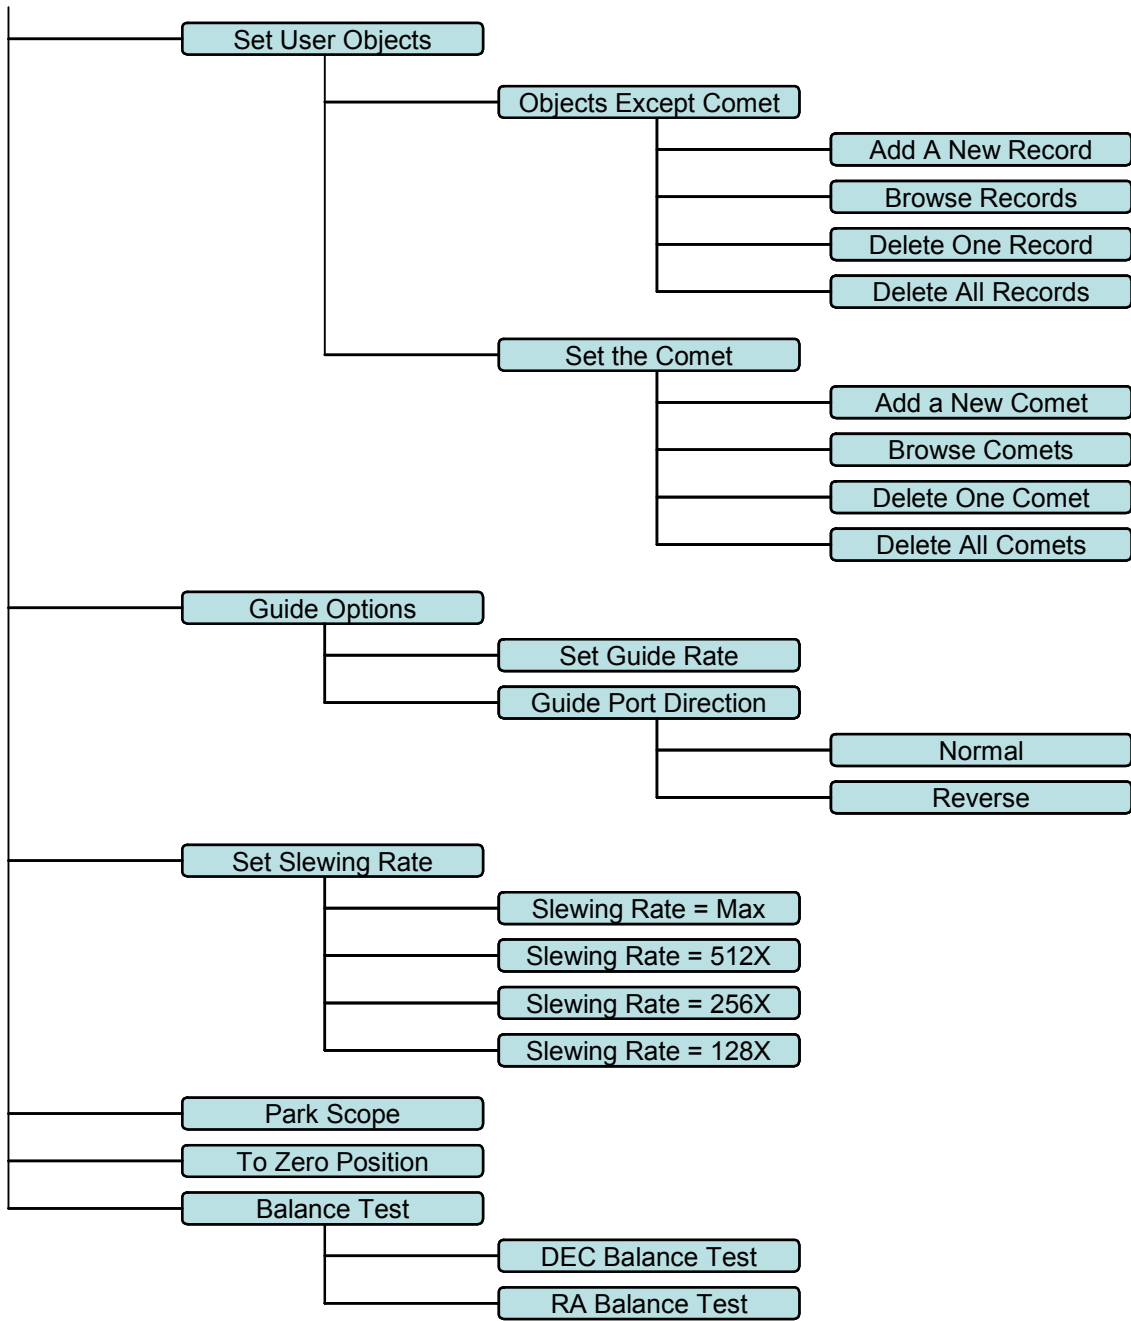 Set User Objects
Objects Except Comet
Add A New Record
Browse Records
Delete One Record
Delete All Records
Set the Comet
Add a New Comet
Browse Comets
Delete One Comet
Delete All Comets
Guide Options
Set Guide Rate
Guide Port Direction
Normal
Reverse
Set Slewing Rate
Slewing Rate = Max
Slewing Rate = 512X
Slewing Rate = 256X
Slewing Rate = 128X
Park Scope
To Zero Position
Balance Test
DEC Balance Test
RA Balance Test